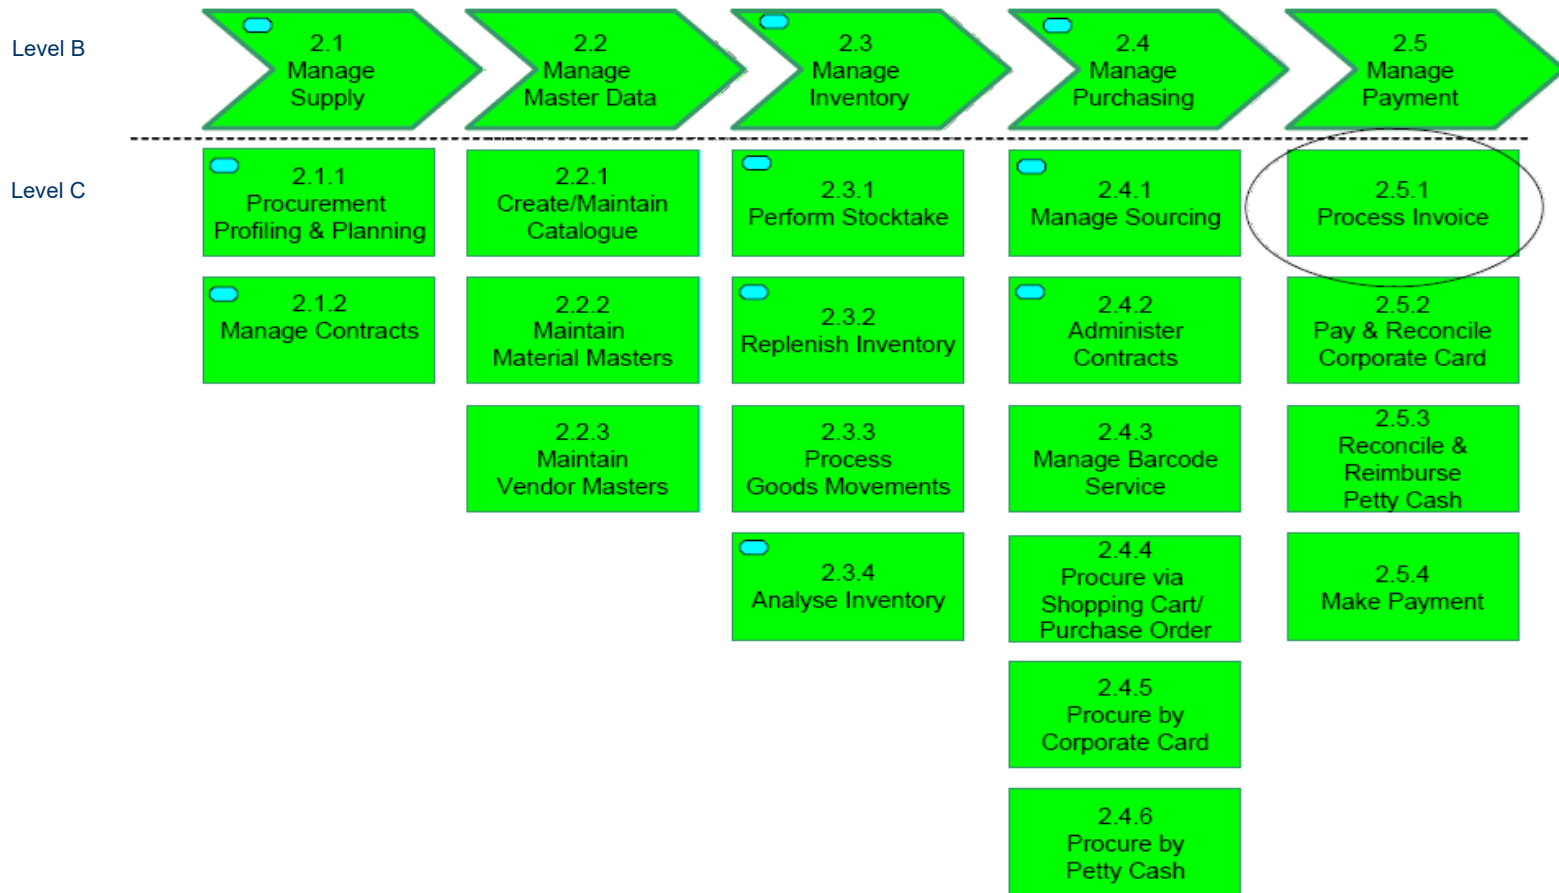 Level B
2.1
Manage
Supply
2.2
Manage
Master Data
2.3
Manage
Inventory
2.4
Manage
Purchasing
2.5
Manage
Payment
Level C
2.1.1
Procurement
Profiling & Planning
2.2.1
Create/Maintain
Catalogue
2.3.1
Perform Stocktake
2.4.1
Manage Sourcing
2.5.1
Process Invoice
2.1.2
Manage Contracts
2.2.2
Maintain
Material Masters
2.3.2
Replenish Inventory
2.4.2
Administer
Contracts
2.5.2
Pay & Reconcile
Corporate Card
2.2.3
Maintain
Vendor Masters
2.3.3
Process
Goods Movements
2.4.3
Manage Barcode
Service
2.5.3
Reconcile &
Reimburse
Petty Cash
2.3.4
Analyse Inventory
2.4.4
Procure via
Shopping Cart/
Purchase Order
2.5.4
Make Payment
2.4.5
Procure by
Corporate Card
2.4.6
Procure by
Petty Cash